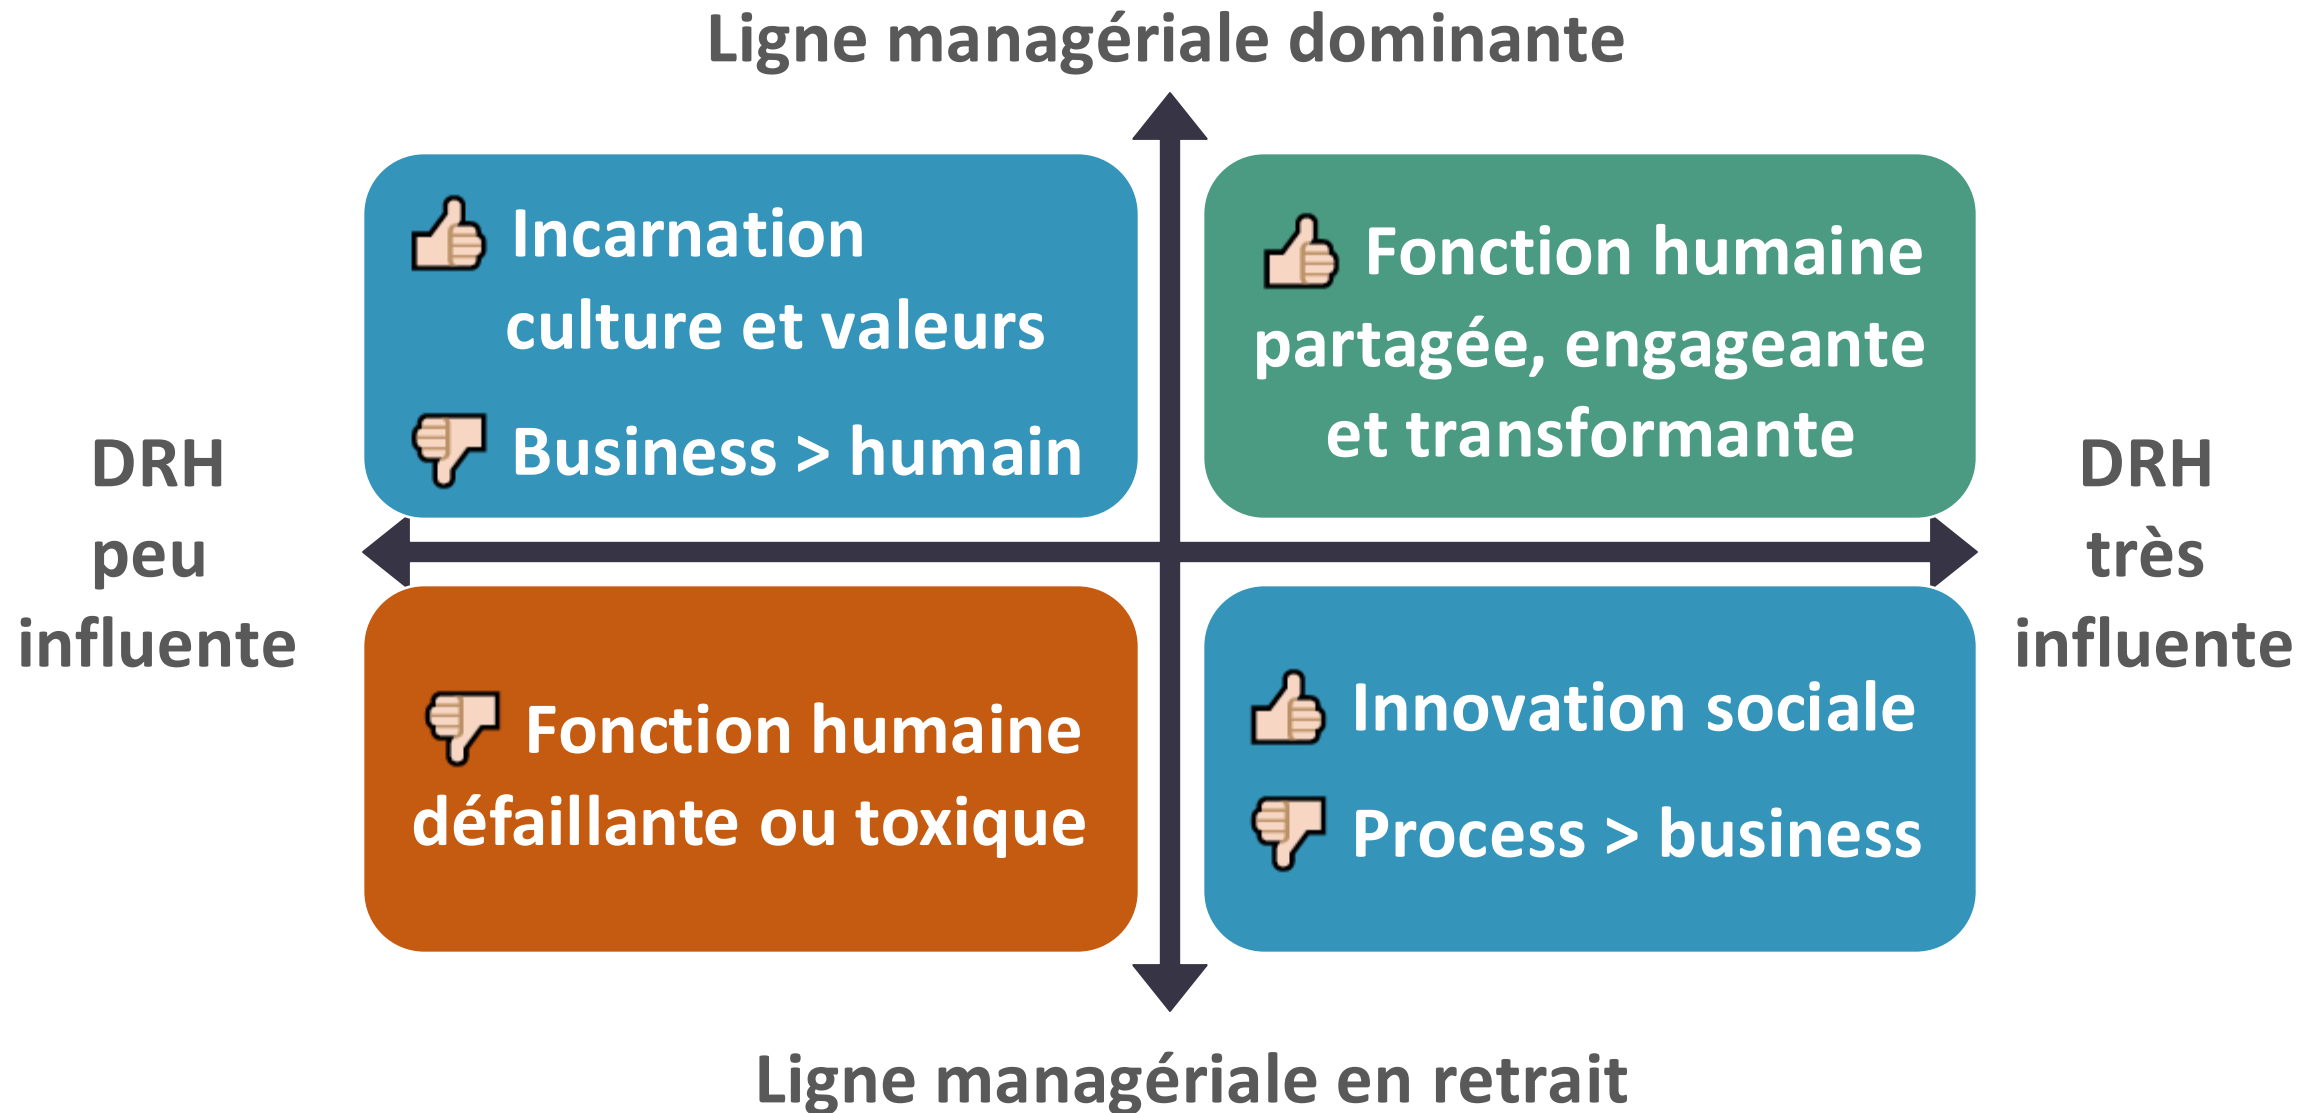 Ligne managériale dominante
Incarnation
culture et valeurs
Business > humain
Fonction humaine
partagée, engageante
et transformante
DRH
peu
influente
DRH
très
influente
Fonction humaine
défaillante ou toxique
Innovation sociale
Process > business
Ligne managériale en retrait